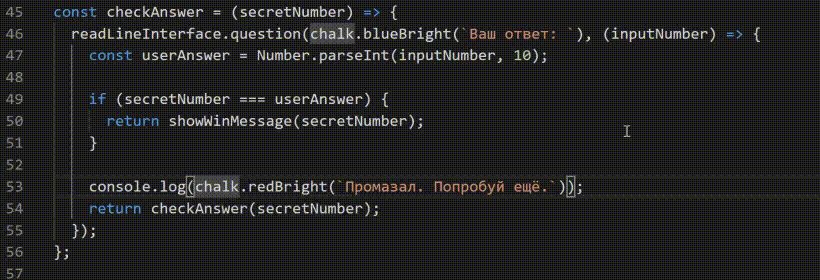 45 const checkAnswer = (secretNumber) => {
46 readLineInterface.question(chalk.blueBright(`Ваш ответ: `), (inputNumber) => {
47 const userAnswer = Number.parseInt(inputNumber, 10);
48
49 if (secretNumber === userAnswer) {
50 return showWinMessage(secretNumber);
51 }
52
53 console.log(chalk.redBright(`Промазал. Попробуй ещё.`));
54 return checkAnswer(secretNumber);
55 });
56 };
57